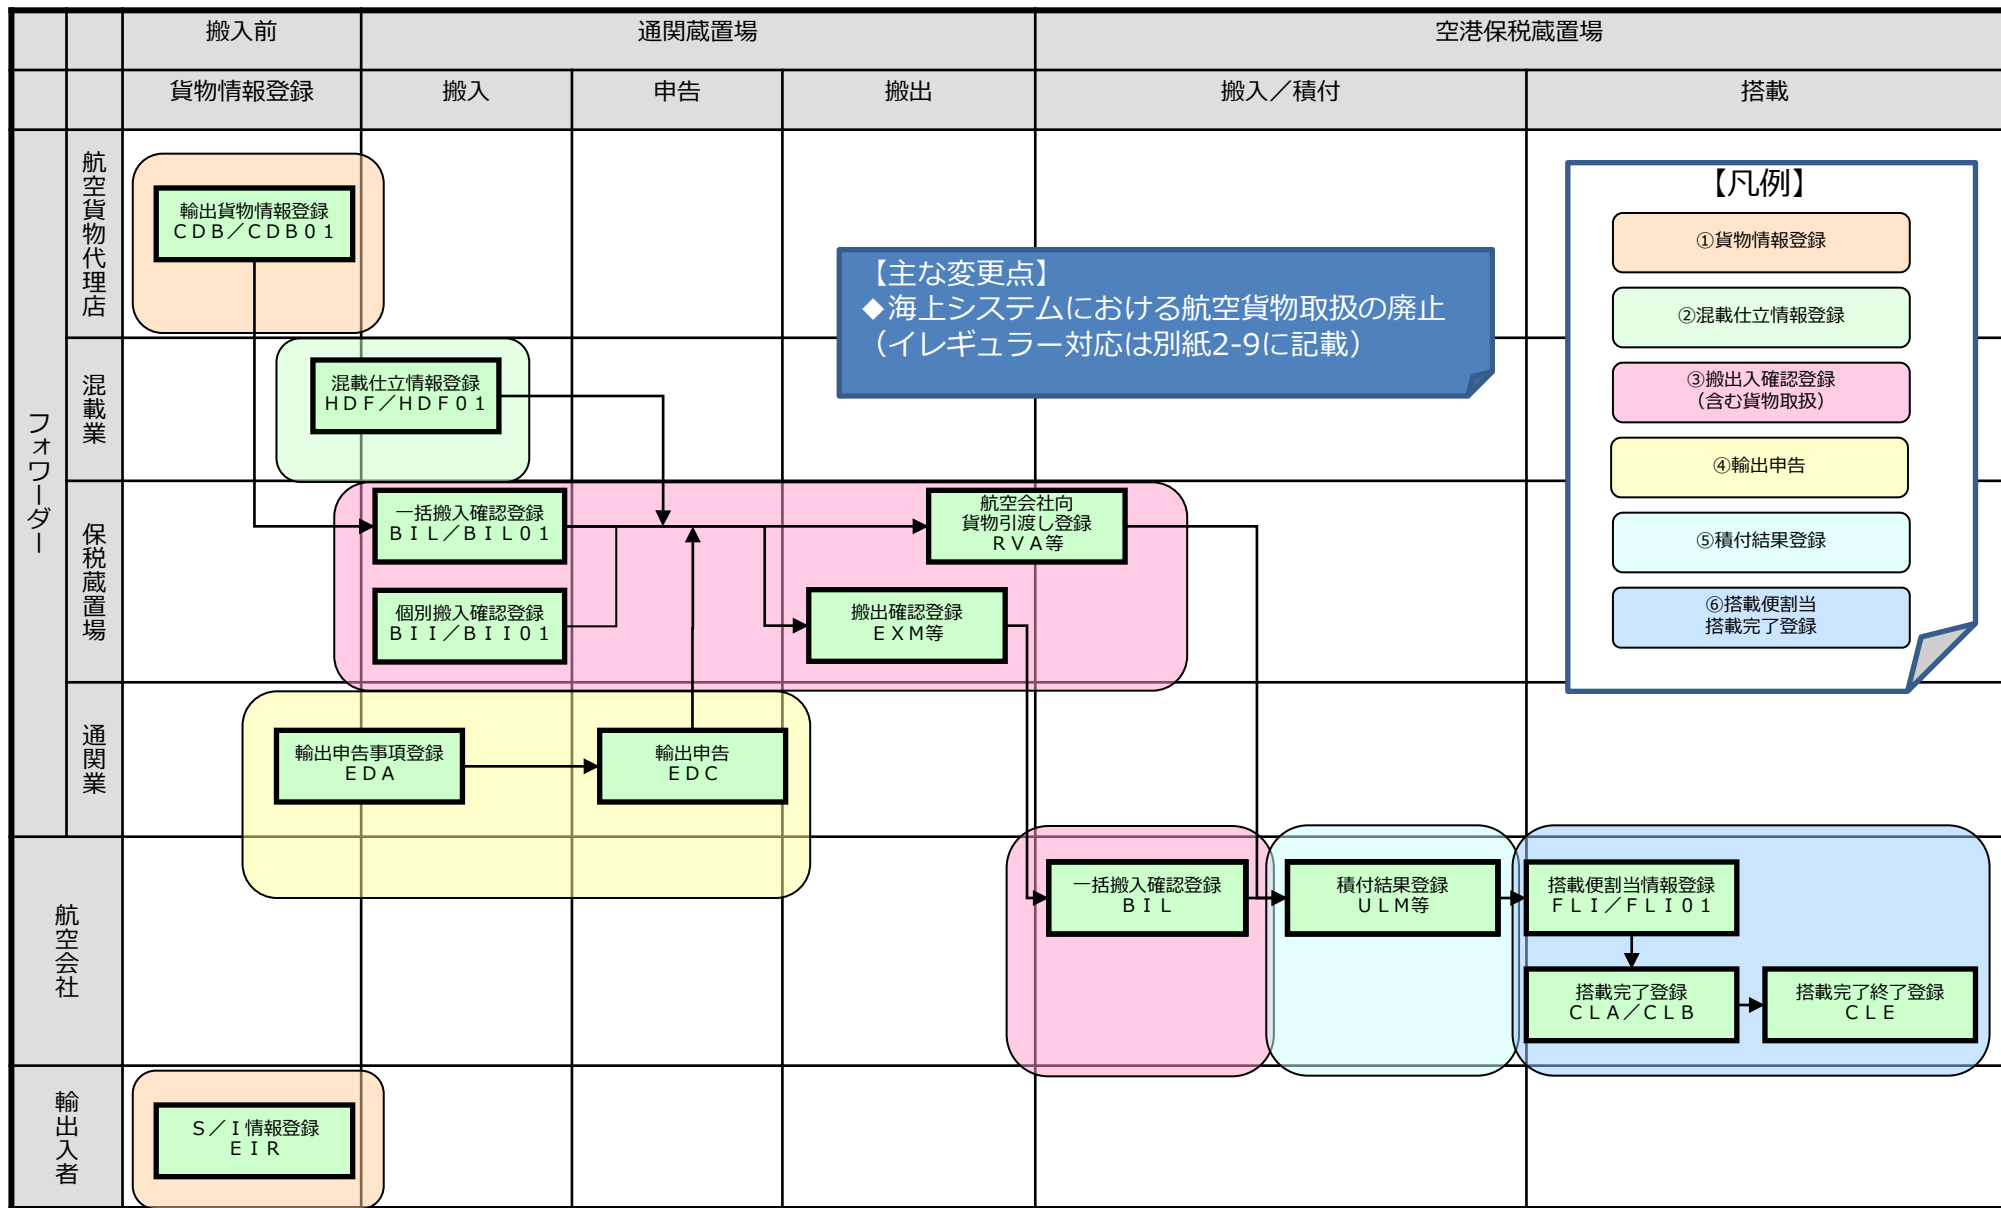 搬入前
通関蔵置場
空港保税蔵置場
貨物情報登録
搬入
申告
搬出
搬入／積付
搭載
フォワーダー
航空貨物代理店
輸出貨物情報登録
ＣＤＢ／ＣＤＢ０１
【主な変更点】
◆海上システムにおける航空貨物取扱の廃止
（イレギュラー対応は別紙2-9に記載）
【凡例】
①貨物情報登録
②混載仕立情報登録
③搬出入確認登録
（含む貨物取扱）
④輸出申告
⑤積付結果登録
⑥搭載便割当
搭載完了登録
混載業
混載仕立情報登録
ＨＤＦ／ＨＤＦ０１
保税蔵置場
一括搬入確認登録
ＢＩＬ／ＢＩＬ０１
航空会社向
貨物引渡し登録
ＲＶＡ等
個別搬入確認登録
ＢＩＩ／ＢＩＩ０１
搬出確認登録
ＥＸＭ等
通関業
輸出申告事項登録
ＥＤＡ
輸出申告
ＥＤＣ
航空会社
一括搬入確認登録
ＢＩＬ
積付結果登録
ＵＬＭ等
搭載便割当情報登録
ＦＬＩ／ＦＬＩ０１
搭載完了登録
ＣＬＡ／ＣＬＢ
搭載完了終了登録
ＣＬＥ
輸出入者
Ｓ／Ｉ情報登録
ＥＩＲ